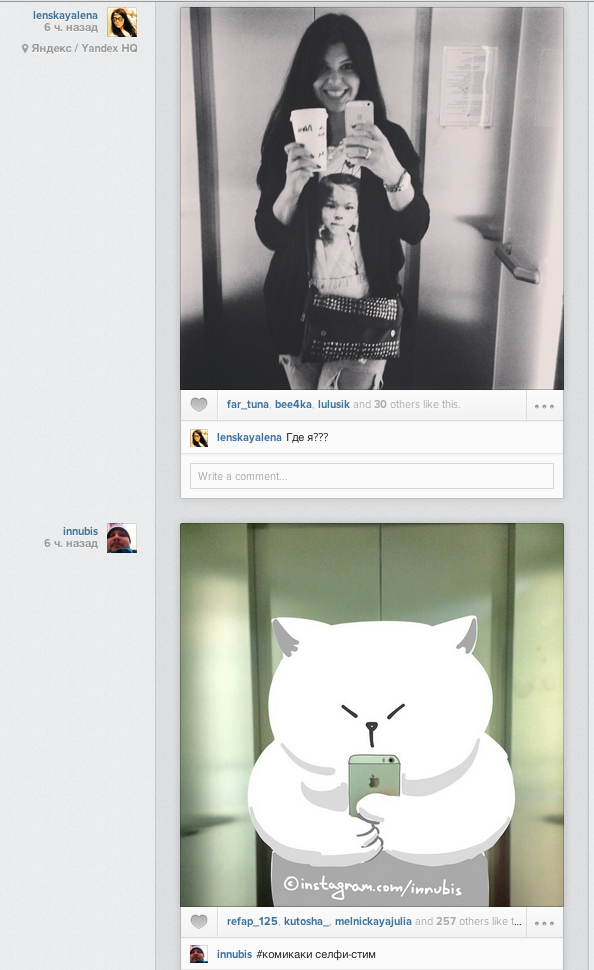 lenskayalena
6 ч. назад
Яндекс / Yandex HQ
far_tuna, bee4ka, lulusik and 30 others like this.
lenskayalena Где я???
Write a comment...
innubis
6 ч. назад
©instagram.com/innubis
refap_125, kutosha_, melnickayajulia and 257 others like t...
innubis #комикаки селфи-стим